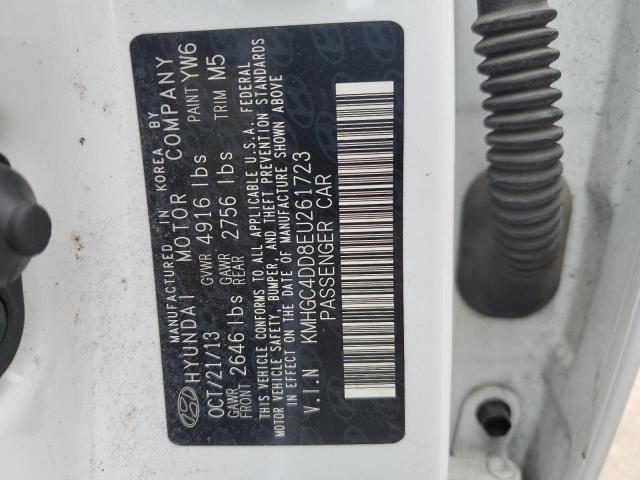 MANUFACTURED IN KOREA BY
HYUNDAI MOTOR COMPANY
OCT/21/13 GVWR 4916 lbs PAINT YW6
GAWR FRONT 2646 lbs GAWR REAR 2756 lbs TRIM M5
THIS VEHICLE CONFORMS TO ALL APPLICABLE U.S.A. FEDERAL
MOTOR VEHICLE SAFETY, BUMPER, AND THEFT PREVENTION STANDARDS
IN EFFECT ON THE DATE OF MANUFACTURE SHOWN ABOVE
V.I.N KMHGC4DD8EU261723
PASSENGER CAR